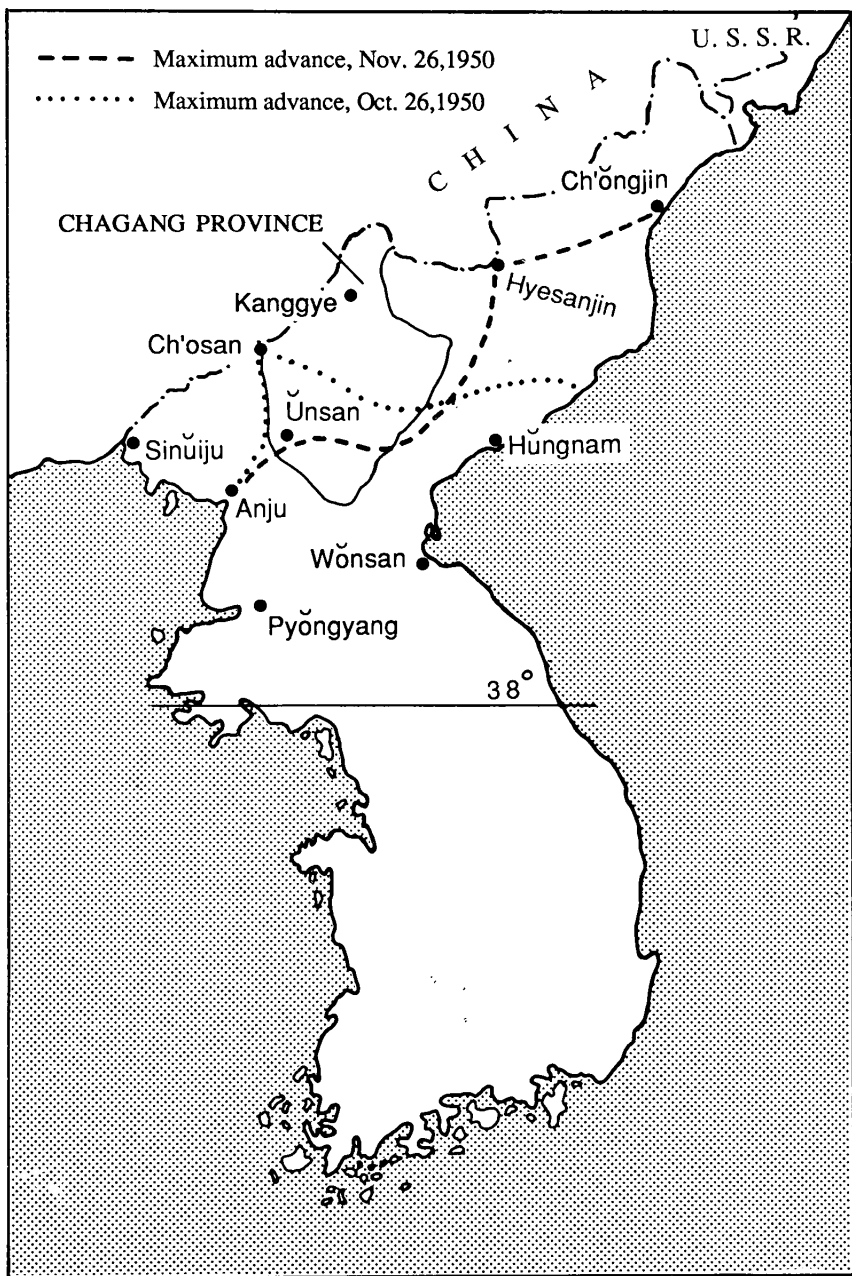 U. S. S. R.
Maximum advance, Nov. 26,1950
Maximum advance, Oct. 26,1950
CHINA
Ch'ŏngjin
CHAGANG PROVINCE
Hyesanjin
Kanggye
Ch'osan
Ŭnsan
Sinŭiju
Hŭngnam
Anju
Wŏnsan
Pyŏngyang
38°